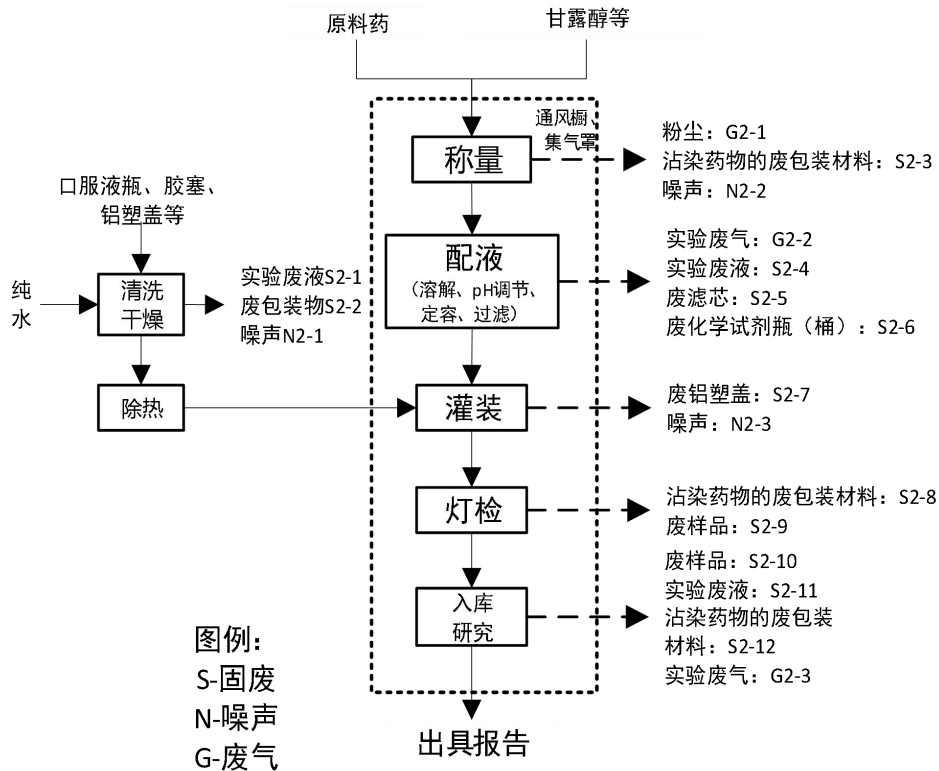 原料药
甘露醇等
通风橱、
集气罩
称量
粉尘：G2-1
沾染药物的废包装材料：S2-3
噪声：N2-2
口服液瓶、胶塞、
铝塑盖等
纯
水
清洗
干燥
实验废液S2-1
废包装物S2-2
噪声N2-1
配液
（溶解、pH调节、
定容、过滤）
实验废气：G2-2
实验废液：S2-4
废滤芯：S2-5
废化学试剂瓶（桶）：S2-6
除热
灌装
废铝塑盖：S2-7
噪声：N2-3
灯检
沾染药物的废包装材料：S2-8
废样品：S2-9
入库
研究
废样品：S2-10
实验废液：S2-11
沾染药物的废包装
材料：S2-12
实验废气：G2-3
图例：
S-固废
N-噪声
G-废气
出具报告